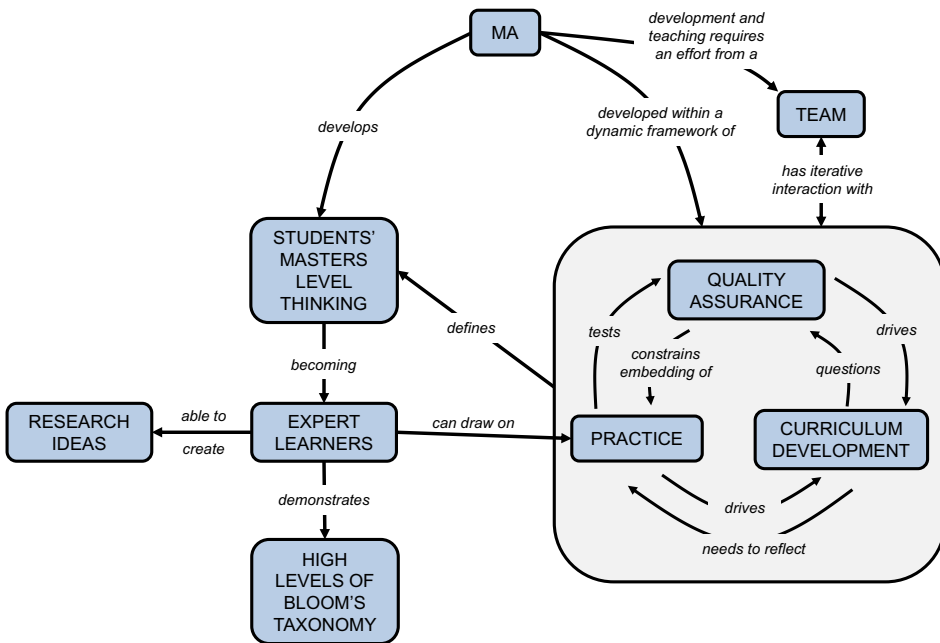 MA
development and
teaching requires
an effort from a
TEAM
develops
developed within a
dynamic framework of
has iterative
interaction with
STUDENTS’
MASTERS
LEVEL
THINKING
QUALITY
ASSURANCE
defines
tests
drives
constrains
embedding of
questions
becoming
RESEARCH
IDEAS
able to
create
EXPERT
LEARNERS
can draw on
PRACTICE
CURRICULUM
DEVELOPMENT
demonstrates
drives
needs to reflect
HIGH
LEVELS OF
BLOOM’S
TAXONOMY